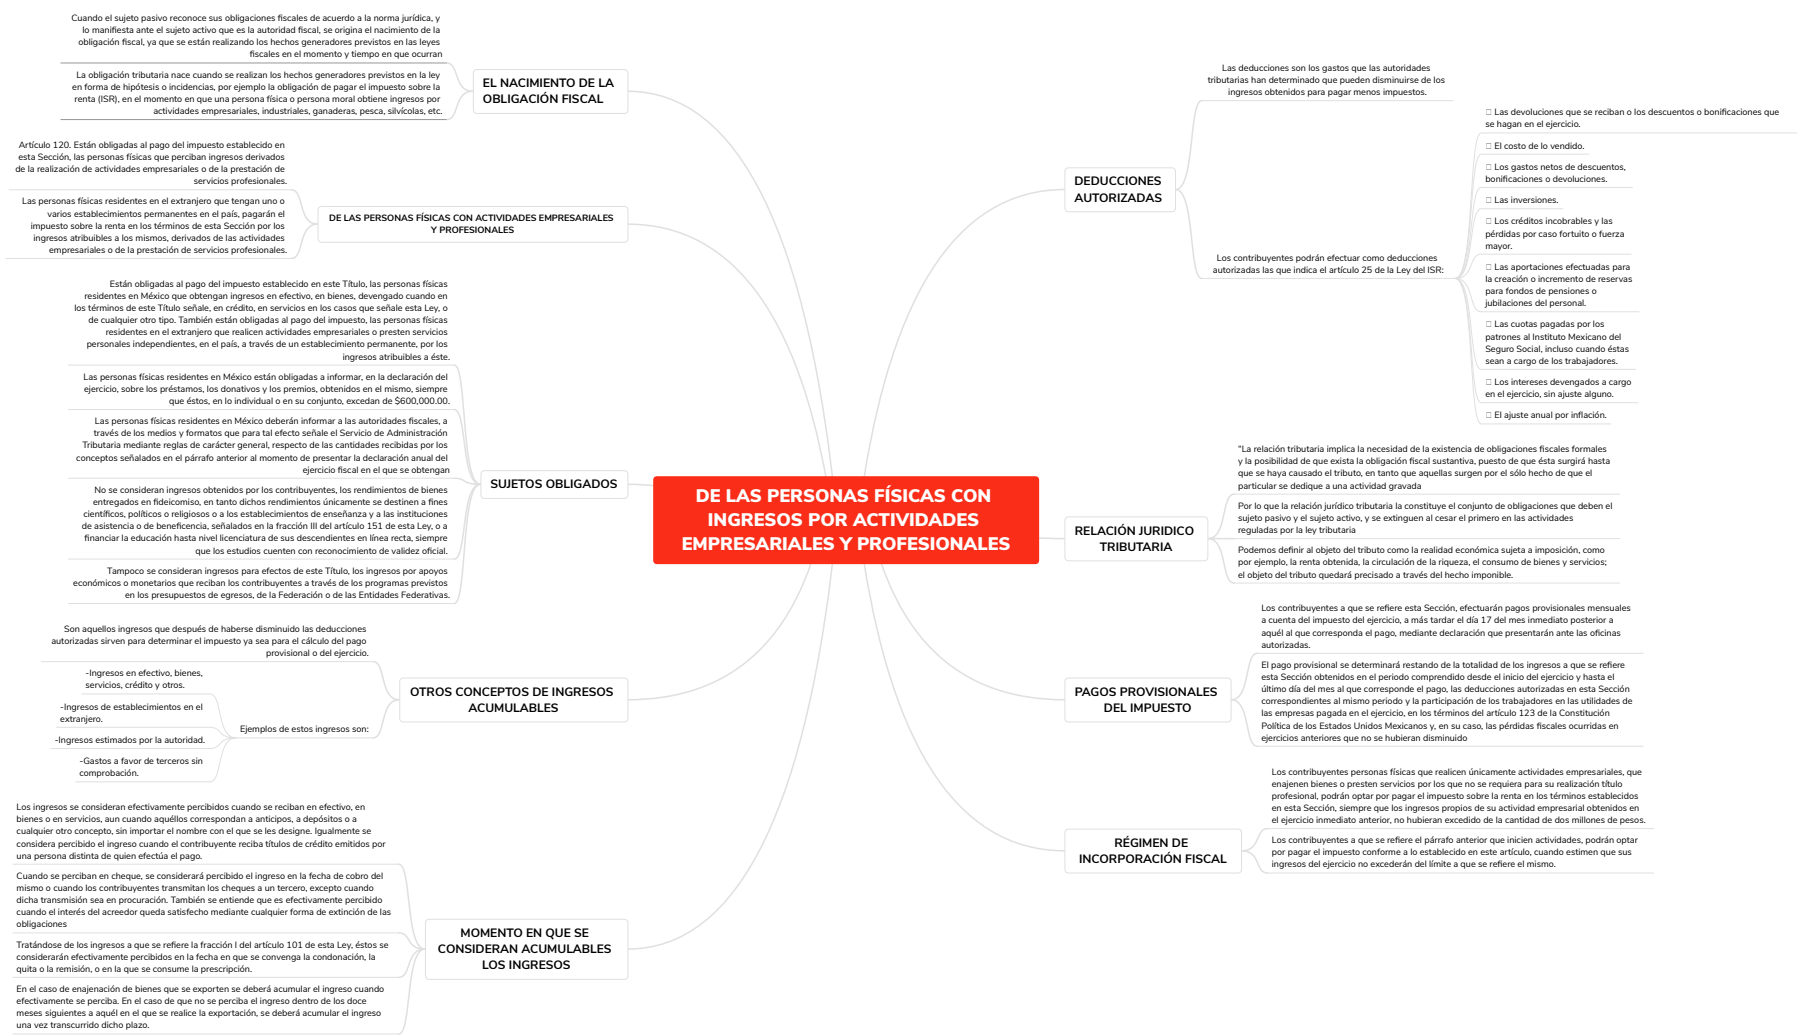 Cuando el sujeto pasivo reconoce sus obligaciones fiscales de acuerdo a la norma jurídica, y
lo manifiesta ante el sujeto activo que es la autoridad fiscal, se origina el nacimiento de la
obligación fiscal, ya que se están realizando los hechos generadores previstos en las leyes
fiscales en el momento y tiempo en que ocurran
La obligación tributaria nace cuando se realizan los hechos generadores previstos en la ley
en forma de hipótesis o incidencias, por ejemplo la obligación de pagar el impuesto sobre la
renta (ISR), en el momento en que una persona física o persona moral obtiene ingresos por
actividades empresariales, industriales, ganaderas, pesca, silvícolas, etc.
EL NACIMIENTO DE LA
OBLIGACIÓN FISCAL
Artículo 120. Están obligadas al pago del impuesto establecido en
esta Sección, las personas físicas que perciban ingresos derivados
de la realización de actividades empresariales o de la prestación de
servicios profesionales.
Las personas físicas residentes en el extranjero que tengan uno o
varios establecimientos permanentes en el país, pagarán el
impuesto sobre la renta en los términos de esta Sección por los
ingresos atribuibles a los mismos, derivados de las actividades
empresariales o de la prestación de servicios profesionales.
DE LAS PERSONAS FÍSICAS CON ACTIVIDADES EMPRESARIALES
Y PROFESIONALES
Están obligadas al pago del impuesto establecido en este Título, las personas físicas
residentes en México que obtengan ingresos en efectivo, en bienes, devengado cuando en
los términos de este Título señale, en crédito, en servicios en los casos que señale esta Ley, o
de cualquier otro tipo. También están obligadas al pago del impuesto, las personas físicas
residentes en el extranjero que realicen actividades empresariales o presten servicios
personales independientes, en el país, a través de un establecimiento permanente, por los
ingresos atribuibles a éste.
Las personas físicas residentes en México están obligadas a informar, en la declaración del
ejercicio, sobre los préstamos, los donativos y los premios, obtenidos en el mismo, siempre
que éstos, en lo individual o en su conjunto, excedan de $600,000.00.
Las personas físicas residentes en México deberán informar a las autoridades fiscales, a
través de los medios y formatos que para tal efecto señale el Servicio de Administración
Tributaria mediante reglas de carácter general, respecto de las cantidades recibidas por los
conceptos señalados en el párrafo anterior al momento de presentar la declaración anual del
ejercicio fiscal en el que se obtengan
No se consideran ingresos obtenidos por los contribuyentes, los rendimientos de bienes
entregados en fideicomiso, en tanto dichos rendimientos únicamente se destinen a fines
científicos, políticos o religiosos o a los establecimientos de enseñanza y a las instituciones
de asistencia o de beneficencia, señalados en la fracción III del artículo 151 de esta Ley, o a
financiar la educación hasta nivel licenciatura de sus descendientes en línea recta, siempre
que los estudios cuenten con reconocimiento de validez oficial.
Tampoco se consideran ingresos para efectos de este Título, los ingresos por apoyos
económicos o monetarios que reciban los contribuyentes a través de los programas previstos
en los presupuestos de egresos, de la Federación o de las Entidades Federativas.
SUJETOS OBLIGADOS
Son aquellos ingresos que después de haberse disminuido las deducciones
autorizadas sirven para determinar el impuesto ya sea para el cálculo del pago
provisional o del ejercicio.
-Ingresos en efectivo, bienes,
servicios, crédito y otros.
-Ingresos de establecimientos en el
extranjero.
-Ingresos estimados por la autoridad.
-Gastos a favor de terceros sin
comprobación.
Ejemplos de estos ingresos son:
OTROS CONCEPTOS DE INGRESOS
ACUMULABLES
Los ingresos se consideran efectivamente percibidos cuando se reciban en efectivo, en
bienes o en servicios, aun cuando aquéllos correspondan a anticipos, a depósitos o a
cualquier otro concepto, sin importar el nombre con el que se les designe. Igualmente se
considera percibido el ingreso cuando el contribuyente reciba títulos de crédito emitidos por
una persona distinta de quien efectúa el pago.
Cuando se perciban en cheque, se considerará percibido el ingreso en la fecha de cobro del
mismo o cuando los contribuyentes transmitan los cheques a un tercero, excepto cuando
dicha transmisión sea en procuración. También se entiende que es efectivamente percibido
cuando el interés del acreedor queda satisfecho mediante cualquier forma de extinción de las
obligaciones
Tratándose de los ingresos a que se refiere la fracción I del artículo 101 de esta Ley, éstos se
considerarán efectivamente percibidos en la fecha en que se convenga la condonación, la
quita o la remisión, o en la que se consume la prescripción.
En el caso de enajenación de bienes que se exporten se deberá acumular el ingreso cuando
efectivamente se perciba. En el caso de que no se perciba el ingreso dentro de los doce
meses siguientes a aquél en el que se realice la exportación, se deberá acumular el ingreso
una vez transcurrido dicho plazo.
MOMENTO EN QUE SE
CONSIDERAN ACUMULABLES
LOS INGRESOS
DE LAS PERSONAS FÍSICAS CON
INGRESOS POR ACTIVIDADES
EMPRESARIALES Y PROFESIONALES
DEDUCCIONES
AUTORIZADAS
Las deducciones son los gastos que las autoridades
tributarias han determinado que pueden disminuirse de los
ingresos obtenidos para pagar menos impuestos.
Los contribuyentes podrán efectuar como deducciones
autorizadas las que indica el artículo 25 de la Ley del ISR:
□ Las devoluciones que se reciban o los descuentos o bonificaciones que
se hagan en el ejercicio.
□ El costo de lo vendido.
□ Los gastos netos de descuentos,
bonificaciones o devoluciones.
□ Las inversiones.
□ Los créditos incobrables y las
pérdidas por caso fortuito o fuerza
mayor.
□ Las aportaciones efectuadas para
la creación o incremento de reservas
para fondos de pensiones o
jubilaciones del personal.
□ Las cuotas pagadas por los
patrones al Instituto Mexicano del
Seguro Social, incluso cuando éstas
sean a cargo de los trabajadores.
□ Los intereses devengados a cargo
en el ejercicio, sin ajuste alguno.
□ El ajuste anual por inflación.
RELACIÓN JURIDICO
TRIBUTARIA
"La relación tributaria implica la necesidad de la existencia de obligaciones fiscales formales
y la posibilidad de que exista la obligación fiscal sustantiva, puesto de que ésta surgirá hasta
que se haya causado el tributo, en tanto que aquellas surgen por el sólo hecho de que el
particular se dedique a una actividad gravada
Por lo que la relación jurídico tributaria la constituye el conjunto de obligaciones que deben el
sujeto pasivo y el sujeto activo, y se extinguen al cesar el primero en las actividades
reguladas por la ley tributaria
Podemos definir al objeto del tributo como la realidad económica sujeta a imposición, como
por ejemplo, la renta obtenida, la circulación de la riqueza, el consumo de bienes y servicios;
el objeto del tributo quedará precisado a través del hecho imponible.
PAGOS PROVISIONALES
DEL IMPUESTO
Los contribuyentes a que se refiere esta Sección, efectuarán pagos provisionales mensuales
a cuenta del impuesto del ejercicio, a más tardar el día 17 del mes inmediato posterior a
aquél al que corresponda el pago, mediante declaración que presentarán ante las oficinas
autorizadas.
El pago provisional se determinará restando de la totalidad de los ingresos a que se refiere
esta Sección obtenidos en el periodo comprendido desde el inicio del ejercicio y hasta el
último día del mes al que corresponde el pago, las deducciones autorizadas en esta Sección
correspondientes al mismo periodo y la participación de los trabajadores en las utilidades de
las empresas pagada en el ejercicio, en los términos del artículo 123 de la Constitución
Política de los Estados Unidos Mexicanos y, en su caso, las pérdidas fiscales ocurridas en
ejercicios anteriores que no se hubieran disminuido
RÉGIMEN DE
INCORPORACIÓN FISCAL
Los contribuyentes personas físicas que realicen únicamente actividades empresariales, que
enajenen bienes o presten servicios por los que no se requiera para su realización título
profesional, podrán optar por pagar el impuesto sobre la renta en los términos establecidos
en esta Sección, siempre que los ingresos propios de su actividad empresarial obtenidos en
el ejercicio inmediato anterior, no hubieran excedido de la cantidad de dos millones de pesos.
Los contribuyentes a que se refiere el párrafo anterior que inicien actividades, podrán optar
por pagar el impuesto conforme a lo establecido en este artículo, cuando estimen que sus
ingresos del ejercicio no excederán del límite a que se refiere el mismo.